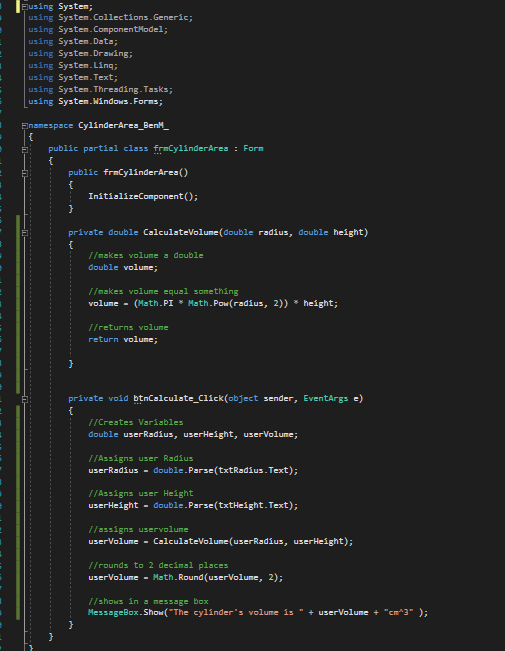 using System;
using System.Collections.Generic;
using System.ComponentModel;
using System.Data;
using System.Drawing;
using System.Linq;
using System.Text;
using System.Threading.Tasks;
using System.Windows.Forms;
namespace CylinderArea_BenM_
{
public partial class frmCylinderArea : Form
{
public frmCylinderArea()
{
InitializeComponent();
}
private double CalculateVolume(double radius, double height)
{
//makes volume a double
double volume;
//makes volume equal something
volume = (Math.PI * Math.Pow(radius, 2)) * height;
//returns volume
return volume;
}
private void btnCalculate_Click(object sender, EventArgs e)
{
//Creates Variables
double userRadius, userHeight, userVolume;
//Assigns user Radius
userRadius = double.Parse(txtRadius.Text);
//Assigns user Height
userHeight = double.Parse(txtHeight.Text);
//assigns uservolume
userVolume = CalculateVolume(userRadius, userHeight);
//rounds to 2 decimal places
userVolume = Math.Round(userVolume, 2);
//shows in a message box
MessageBox.Show("The cylinder's volume is " + userVolume + "cm^3" );
}
}
}